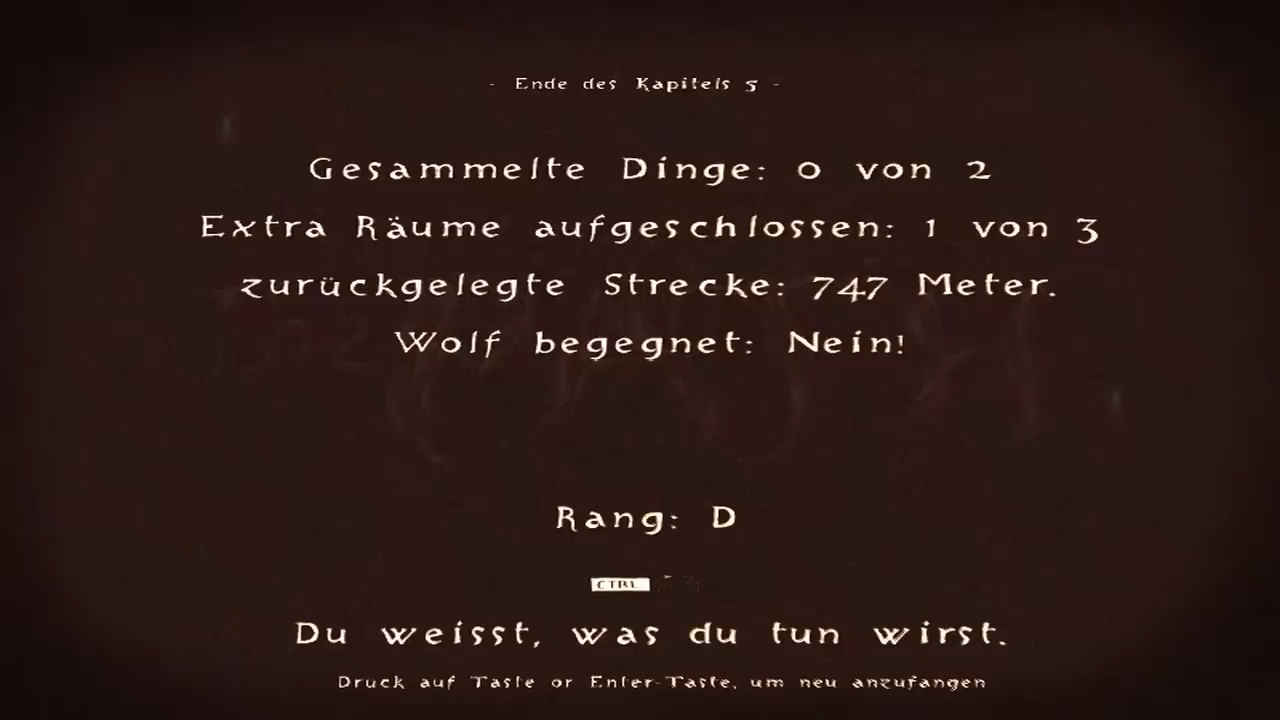 - Ende des Kapitels 5 -
Gesammelte Dinge: 0 von 2
Extra Räume aufgeschlossen: 1 von 3
zurückgelegte Strecke: 747 Meter.
Wolf begegnet: Nein!
Rang: D
CTRL
Du weisst, was du tun wirst.
Druck auf Taste or Enter-Taste, um neu anzufangen